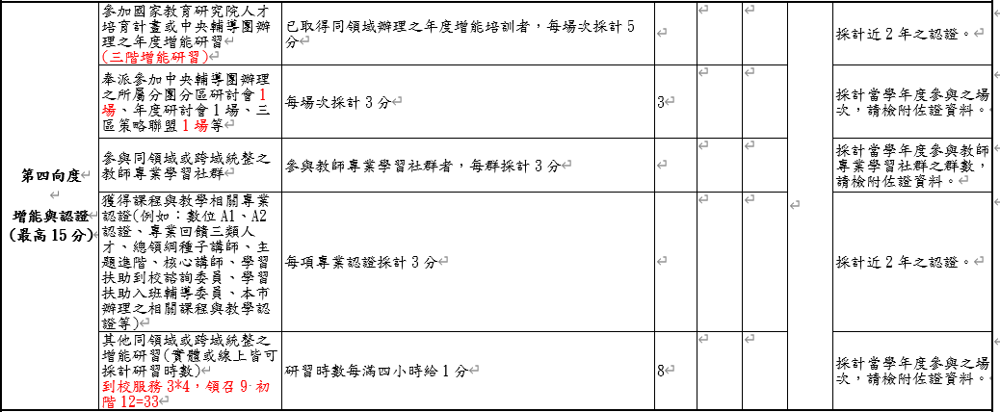 參加國家教育研究院人才
培育計畫或中央輔導團辦
理之年度增能研習
(三階增能研習)
已取得同領域辦理之年度增能培訓者，每場次採計 5
分
採計近 2 年之認證。
奉派參加中央輔導團辦理
之所屬分團分區研討會 1
場、年度研討會 1 場、三
區策略聯盟 1 場等
每場次採計 3 分
3
採計當學年度參與之場
次，請檢附佐證資料。
第四向度
增能與認證
(最高 15 分)
參與同領域或跨域統整之
教師專業學習社群
參與教師專業學習社群者，每群採計 3 分
採計當學年度參與教師
專業學習社群之群數，
請檢附佐證資料。
獲得課程與教學相關專業
認證(例如：數位 A1、A2
認證、專業回饋三類人
才、總領綱種子講師、主
題進階、核心講師、學習
扶助到校諮詢委員、學習
扶助入班輔導委員、本市
辦理之相關課程與教學認
證等)
每項專業認證採計 3 分
採計近 2 年之認證。
其他同領域或跨域統整之
增能研習(實體或線上皆可
採計研習時數)
到校服務 3*4，領召 9 初
階 12=33
研習時數每滿四小時給 1 分
8
採計當學年度參與之場
次，請檢附佐證資料。